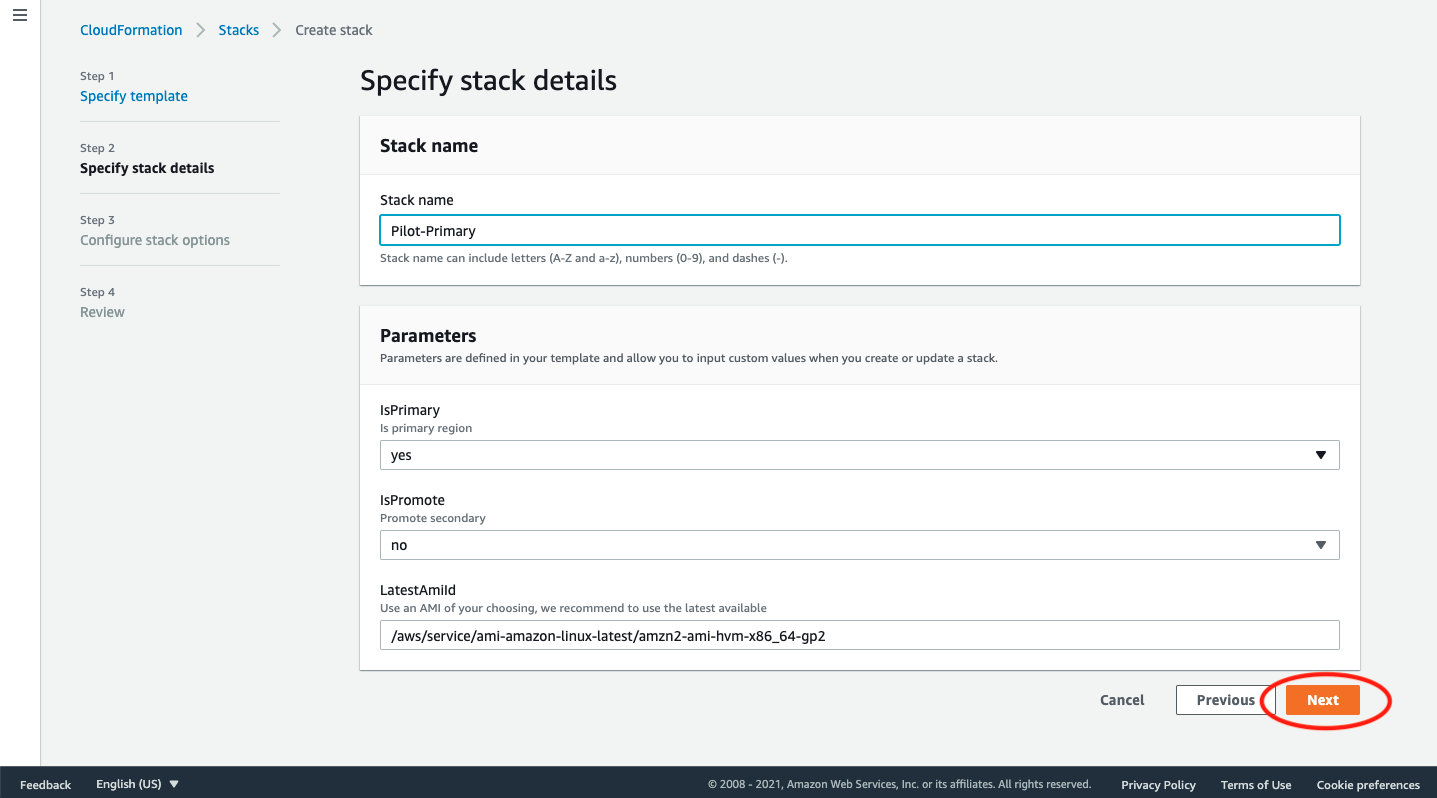 CloudFormation > Stacks > Create stack
Step 1
Specify template
Step 2
Specify stack details
Step 3
Configure stack options
Step 4
Review
Specify stack details
Stack name
Stack name
Pilot-Primary
Stack name can include letters (A-Z and a-z), numbers (0-9), and dashes (-).
Parameters
Parameters are defined in your template and allow you to input custom values when you create or update a stack.
IsPrimary
Is primary region
yes
IsPromote
Promote secondary
no
LatestAmiId
Use an AMI of your choosing, we recommend to use the latest available
/aws/service/ami-amazon-linux-latest/amzn2-ami-hvm-x86_64-gp2
Cancel Previous Next
Feedback English (US) © 2008 - 2021, Amazon Web Services, Inc. or its affiliates. All rights reserved. Privacy Policy Terms of Use Cookie preferences